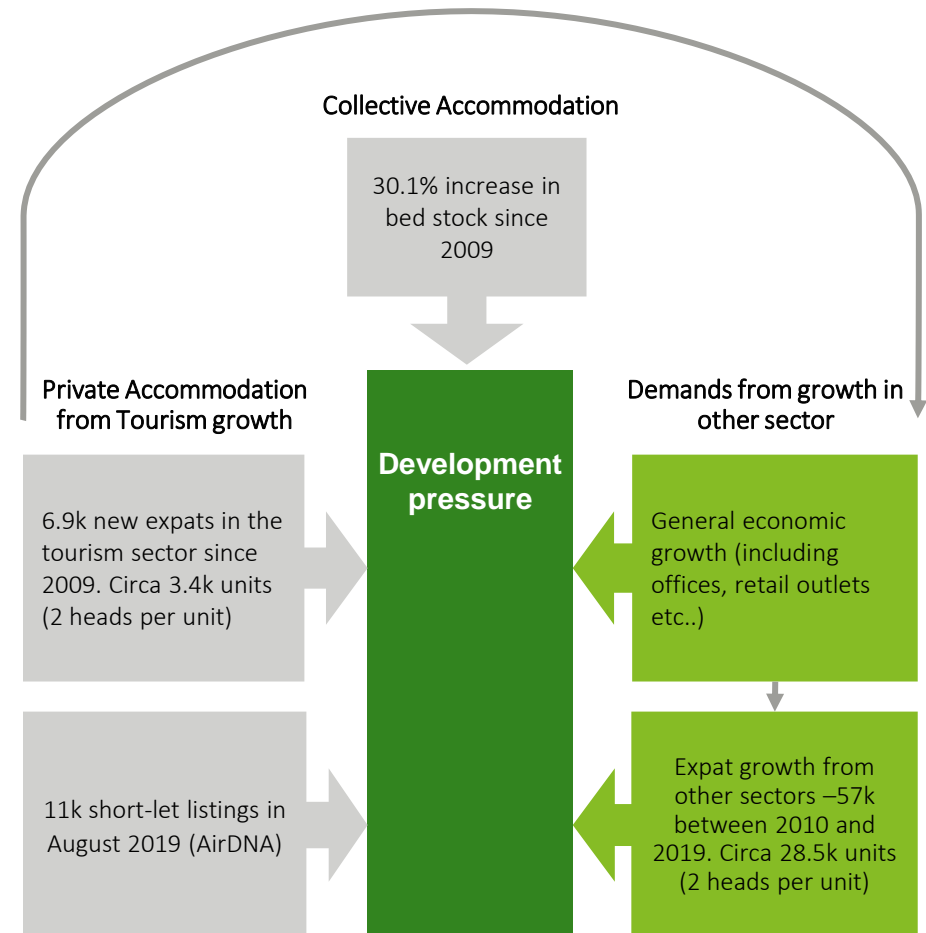 Collective Accommodation
30.1% increase in
bed stock since
2009
Private Accommodation
from Tourism growth
Demands from growth in
other sector
Development
pressure
6.9k new expats in the
tourism sector since
2009. Circa 3.4k units
(2 heads per unit)
General economic
growth (including
offices, retail outlets
etc..)
11k short-let listings in
August 2019 (AirDNA)
Expat growth from
other sectors –57k
between 2010 and
2019. Circa 28.5k units
(2 heads per unit)